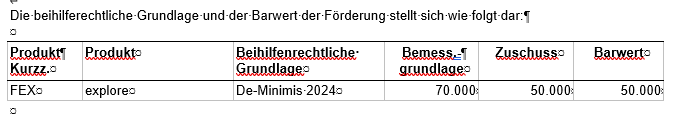 Die beihilferechtliche Grundlage und der Barwert der Förderung stellt sich wie folgt dar:¶
¤
Produkt¶ Produkt¤ Beihilfenrechtliche Bemess.-¶ Zuschuss¤ Barwert¤
Kurzz.¤ Grundlage¤ grundlage¤
FEX¤ explore¤ De-Minimis 2024¤ 70.000¤ 50.000¤ 50.000¤
¤